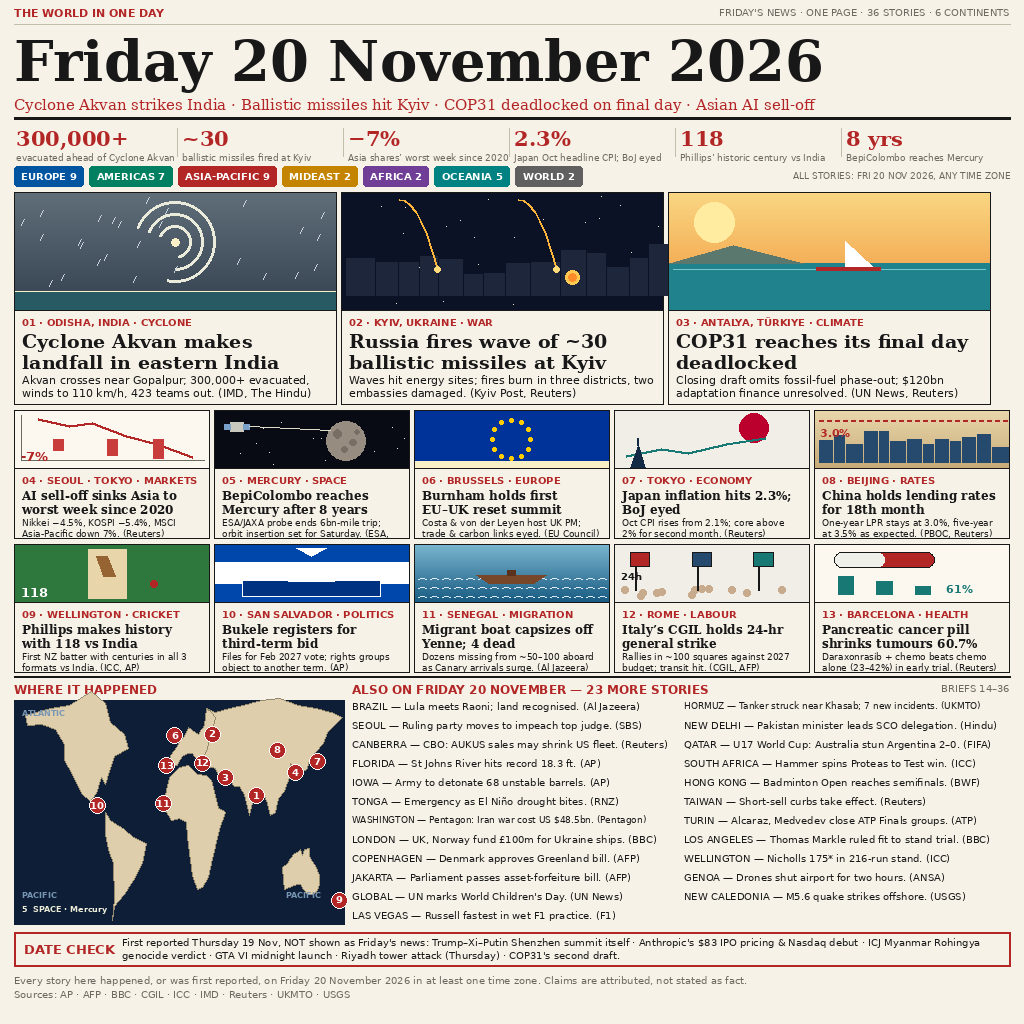 THE WORLD IN ONE DAY
FRIDAY'S NEWS · ONE PAGE · 36 STORIES · 6 CONTINENTS
Friday 20 November 2026
Cyclone Akvan strikes India · Ballistic missiles hit Kyiv · COP31 deadlocked on final day · Asian AI sell-off
300,000+
evacuated ahead of Cyclone Akvan
~30
ballistic missiles fired at Kyiv
−7%
Asia shares’ worst week since 2020
2.3%
Japan Oct headline CPI; BoJ eyed
118
Phillips’ historic century vs India
8 yrs
BepiColombo reaches Mercury
EUROPE 9
AMERICAS 7
ASIA-PACIFIC 9
MIDEAST 2
AFRICA 2
OCEANIA 5
WORLD 2
ALL STORIES: FRI 20 NOV 2026, ANY TIME ZONE
01 · ODISHA, INDIA · CYCLONE
Cyclone Akvan makes
landfall in eastern India
Akvan crosses near Gopalpur; 300,000+ evacuated,
winds to 110 km/h, 423 teams out. (IMD, The Hindu)
02 · KYIV, UKRAINE · WAR
Russia fires wave of ~30
ballistic missiles at Kyiv
Waves hit energy sites; fires burn in three districts, two
embassies damaged. (Kyiv Post, Reuters)
03 · ANTALYA, TÜRKIYE · CLIMATE
COP31 reaches its final day
deadlocked
Closing draft omits fossil-fuel phase-out; $120bn
adaptation finance unresolved. (UN News, Reuters)
-7%
04 · SEOUL · TOKYO · MARKETS
AI sell-off sinks Asia to
worst week since 2020
Nikkei −4.5%, KOSPI −5.4%, MSCI
Asia-Pacific down 7%. (Reuters)
05 · MERCURY · SPACE
BepiColombo reaches
Mercury after 8 years
ESA/JAXA probe ends 6bn-mile trip;
orbit insertion set for Saturday. (ESA,
06 · BRUSSELS · EUROPE
Burnham holds first
EU–UK reset summit
Costa & von der Leyen host UK PM;
trade & carbon links eyed. (EU Council)
07 · TOKYO · ECONOMY
Japan inflation hits 2.3%;
BoJ eyed
Oct CPI rises from 2.1%; core above
2% for second month. (Reuters)
3.0%
08 · BEIJING · RATES
China holds lending rates
for 18th month
One-year LPR stays at 3.0%, five-year
at 3.5% as expected. (PBOC, Reuters)
118
09 · WELLINGTON · CRICKET
Phillips makes history
with 118 vs India
First NZ batter with centuries in all 3
formats vs India. (ICC, AP)
10 · SAN SALVADOR · POLITICS
Bukele registers for
third-term bid
Files for Feb 2027 vote; rights groups
object to another term. (AP)
11 · SENEGAL · MIGRATION
Migrant boat capsizes off
Yenne; 4 dead
Dozens missing from ~50–100 aboard
as Canary arrivals surge. (Al Jazeera)
24h
12 · ROME · LABOUR
Italy’s CGIL holds 24-hr
general strike
Rallies in ~100 squares against 2027
budget; transit hit. (CGIL, AFP)
61%
13 · BARCELONA · HEALTH
Pancreatic cancer pill
shrinks tumours 60.7%
Daraxonrasib + chemo beats chemo
alone (23–42%) in early trial. (Reuters)
WHERE IT HAPPENED
ATLANTIC
6
2
8
13
12
7
3
4
10
11
1
PACIFIC
PACIFIC
9
5 SPACE · Mercury
ALSO ON FRIDAY 20 NOVEMBER — 23 MORE STORIES
BRIEFS 14–36
BRAZIL — Lula meets Raoni; land recognised. (Al Jazeera)
SEOUL — Ruling party moves to impeach top judge. (SBS)
CANBERRA — CBO: AUKUS sales may shrink US fleet. (Reuters)
FLORIDA — St Johns River hits record 18.3 ft. (AP)
IOWA — Army to detonate 68 unstable barrels. (AP)
TONGA — Emergency as El Niño drought bites. (RNZ)
WASHINGTON — Pentagon: Iran war cost US $48.5bn. (Pentagon)
LONDON — UK, Norway fund £100m for Ukraine ships. (BBC)
COPENHAGEN — Denmark approves Greenland bill. (AFP)
JAKARTA — Parliament passes asset-forfeiture bill. (AFP)
GLOBAL — UN marks World Children's Day. (UN News)
LAS VEGAS — Russell fastest in wet F1 practice. (F1)
HORMUZ — Tanker struck near Khasab; 7 new incidents. (UKMTO)
NEW DELHI — Pakistan minister leads SCO delegation. (Hindu)
QATAR — U17 World Cup: Australia stun Argentina 2–0. (FIFA)
SOUTH AFRICA — Hammer spins Proteas to Test win. (ICC)
HONG KONG — Badminton Open reaches semifinals. (BWF)
TAIWAN — Short-sell curbs take effect. (Reuters)
TURIN — Alcaraz, Medvedev close ATP Finals groups. (ATP)
LOS ANGELES — Thomas Markle ruled fit to stand trial. (BBC)
WELLINGTON — Nicholls 175* in 216-run stand. (ICC)
GENOA — Drones shut airport for two hours. (ANSA)
NEW CALEDONIA — M5.6 quake strikes offshore. (USGS)
DATE CHECK
First reported Thursday 19 Nov, NOT shown as Friday's news: Trump–Xi–Putin Shenzhen summit itself · Anthropic's $83 IPO pricing & Nasdaq debut · ICJ Myanmar Rohingya
genocide verdict · GTA VI midnight launch · Riyadh tower attack (Thursday) · COP31's second draft.
Every story here happened, or was first reported, on Friday 20 November 2026 in at least one time zone. Claims are attributed, not stated as fact.
Sources: AP · AFP · BBC · CGIL · ICC · IMD · Reuters · UKMTO · USGS